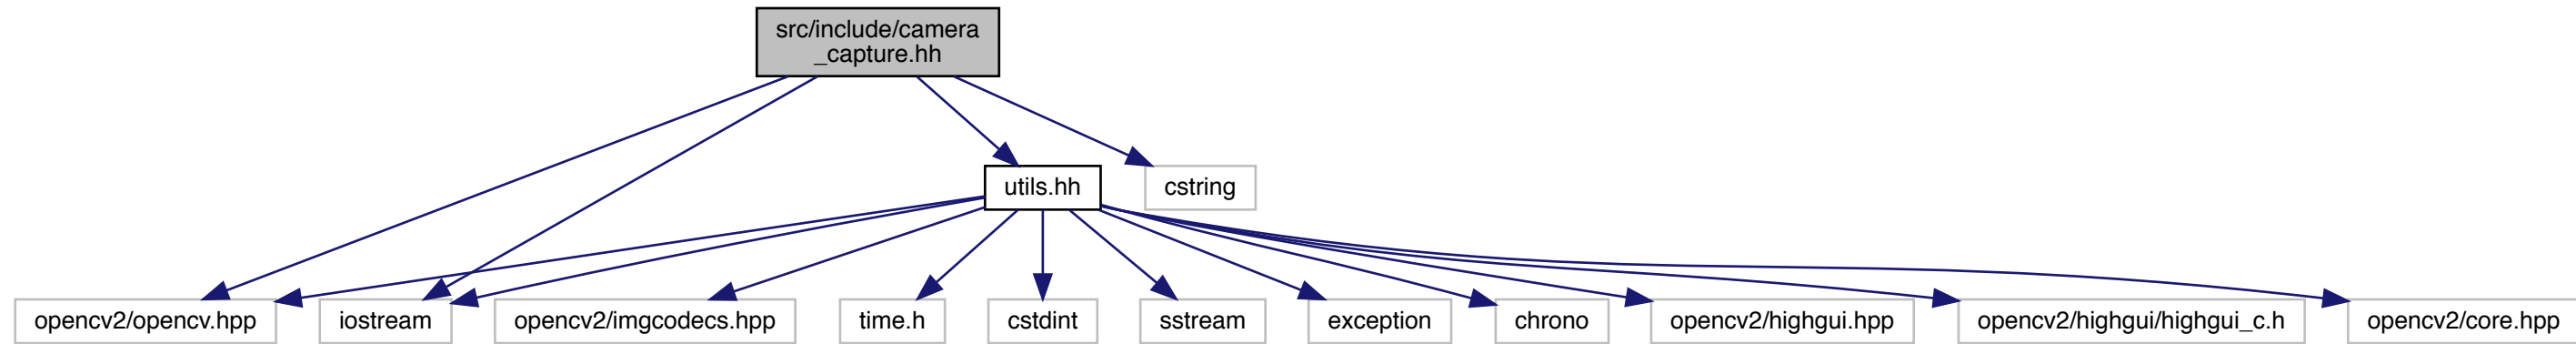 src/include/camera
_capture.hh
utils.hh
cstring
opencv2/opencv.hpp
iostream
opencv2/imgcodecs.hpp
time.h
cstdint
sstream
exception
chrono
opencv2/highgui.hpp
opencv2/highgui/highgui_c.h
opencv2/core.hpp